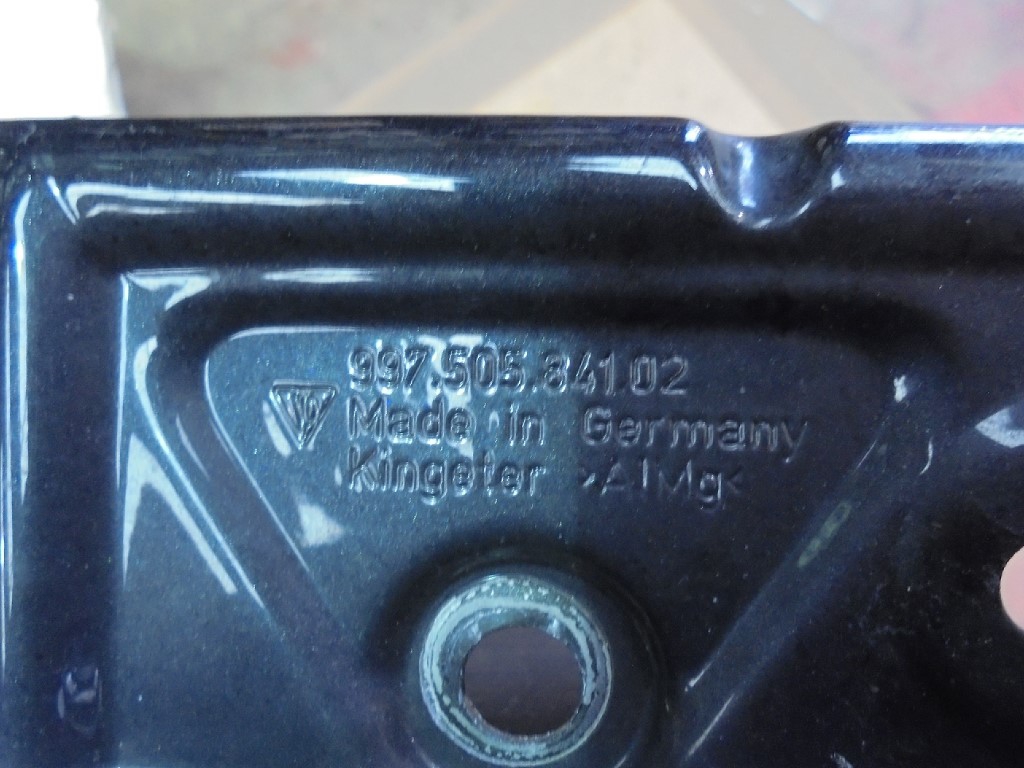 997.505.841.02
Made in Germany
Kingeter >AlMg<